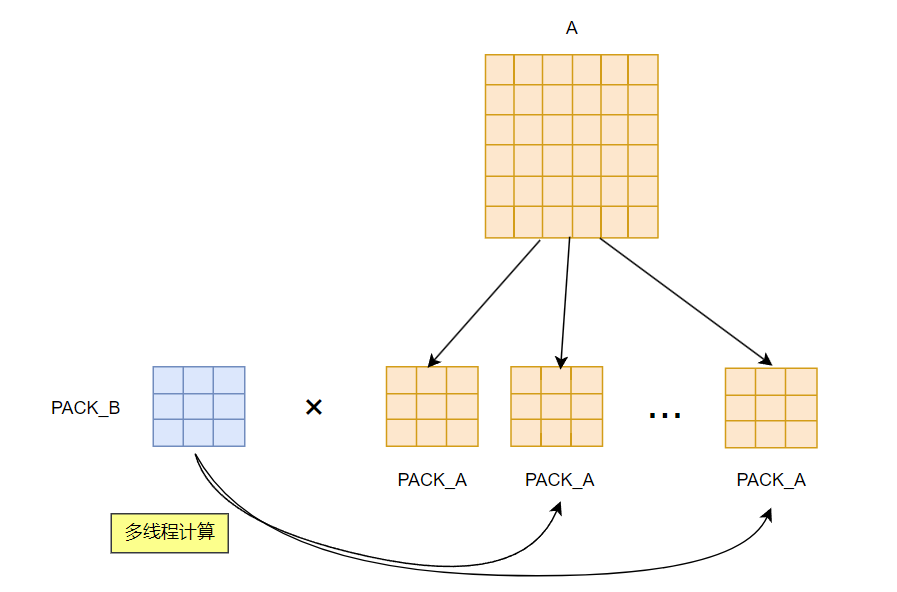 A
PACK_B
×
...
PACK_A
PACK_A
PACK_A
多线程计算